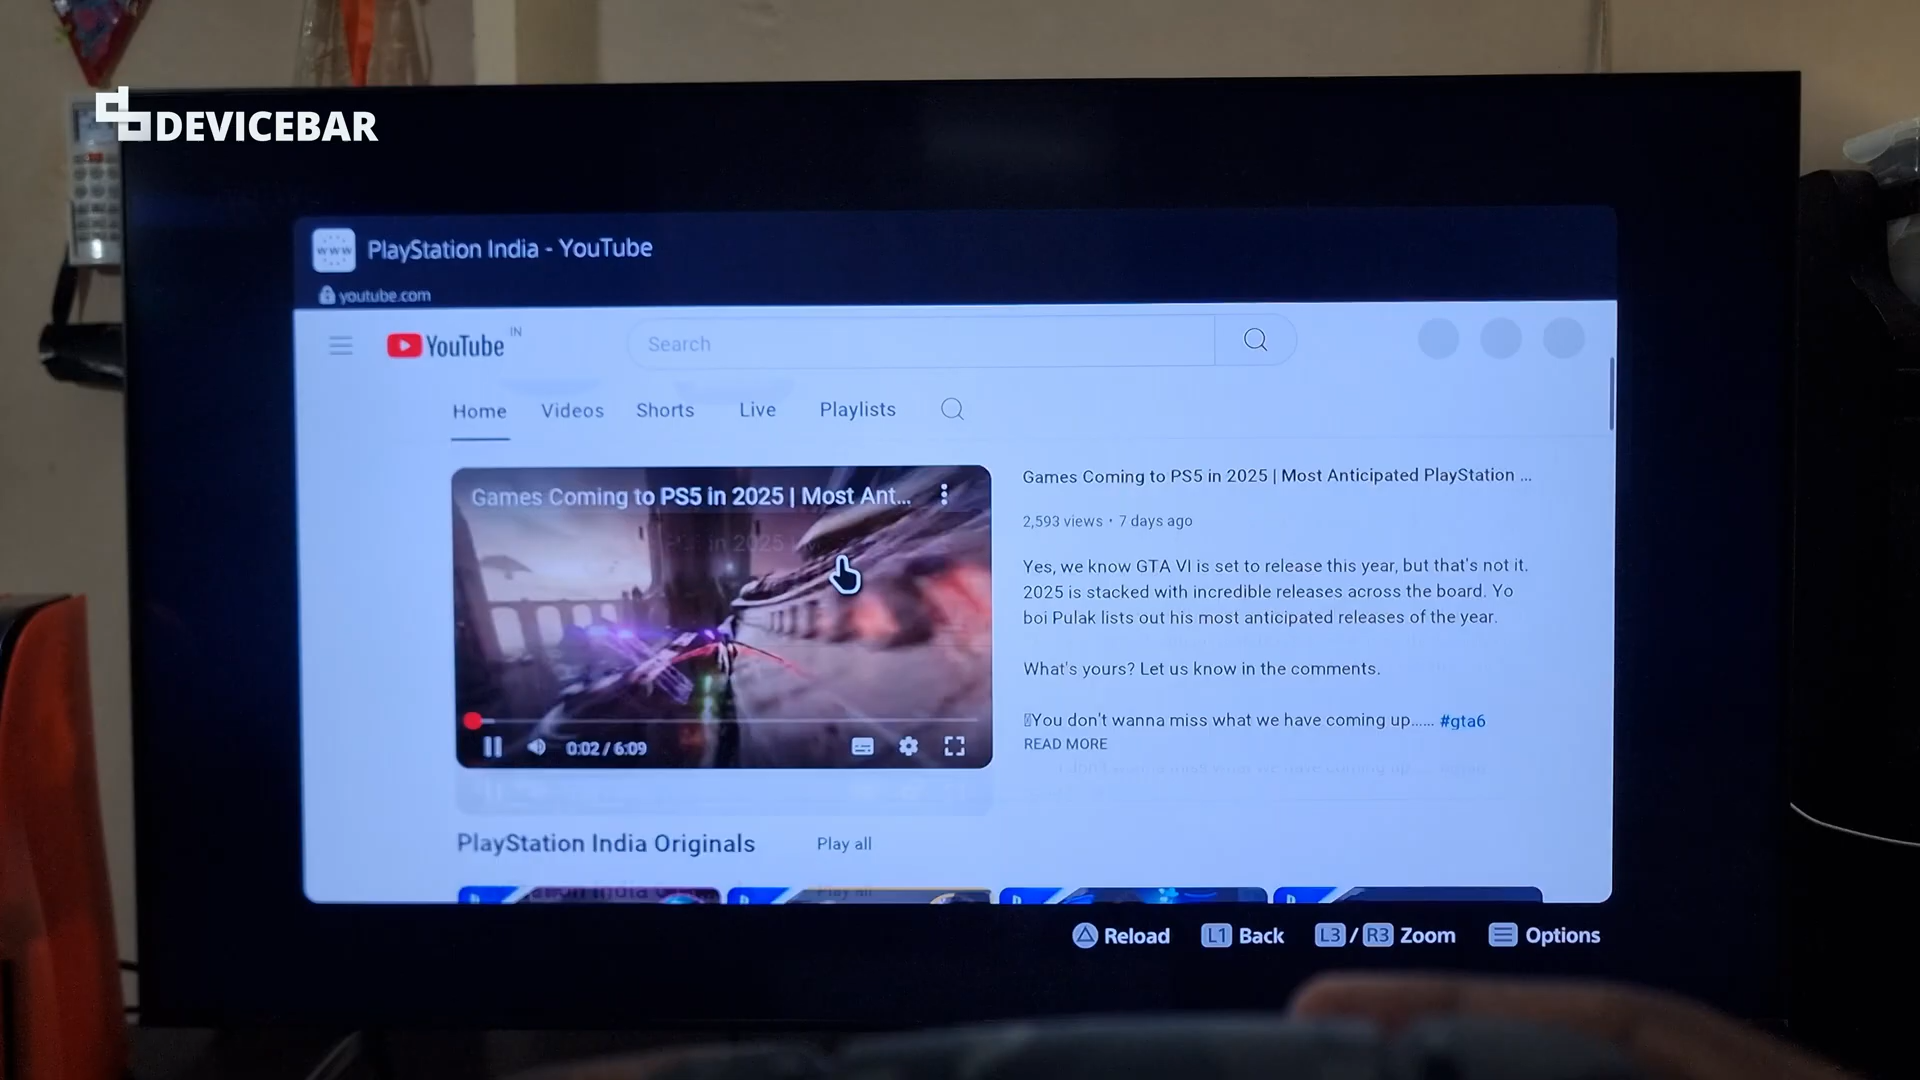 DEVICEBAR
www
PlayStation India - YouTube
youtube.com
YouTube IN
Search
Home Videos Shorts Live Playlists
Games Coming to PS5 in 2025 | Most Ant...
0:02 / 6:09
Games Coming to PS5 in 2025 | Most Anticipated PlayStation ...
2,593 views • 7 days ago
Yes, we know GTA VI is set to release this year, but that's not it.
2025 is stacked with incredible releases across the board. Yo
boi Pulak lists out his most anticipated releases of the year.
What's yours? Let us know in the comments.
You don't wanna miss what we have coming up...... #gta6
READ MORE
PlayStation India Originals Play all
Reload L1 Back L3 / R3 Zoom Options